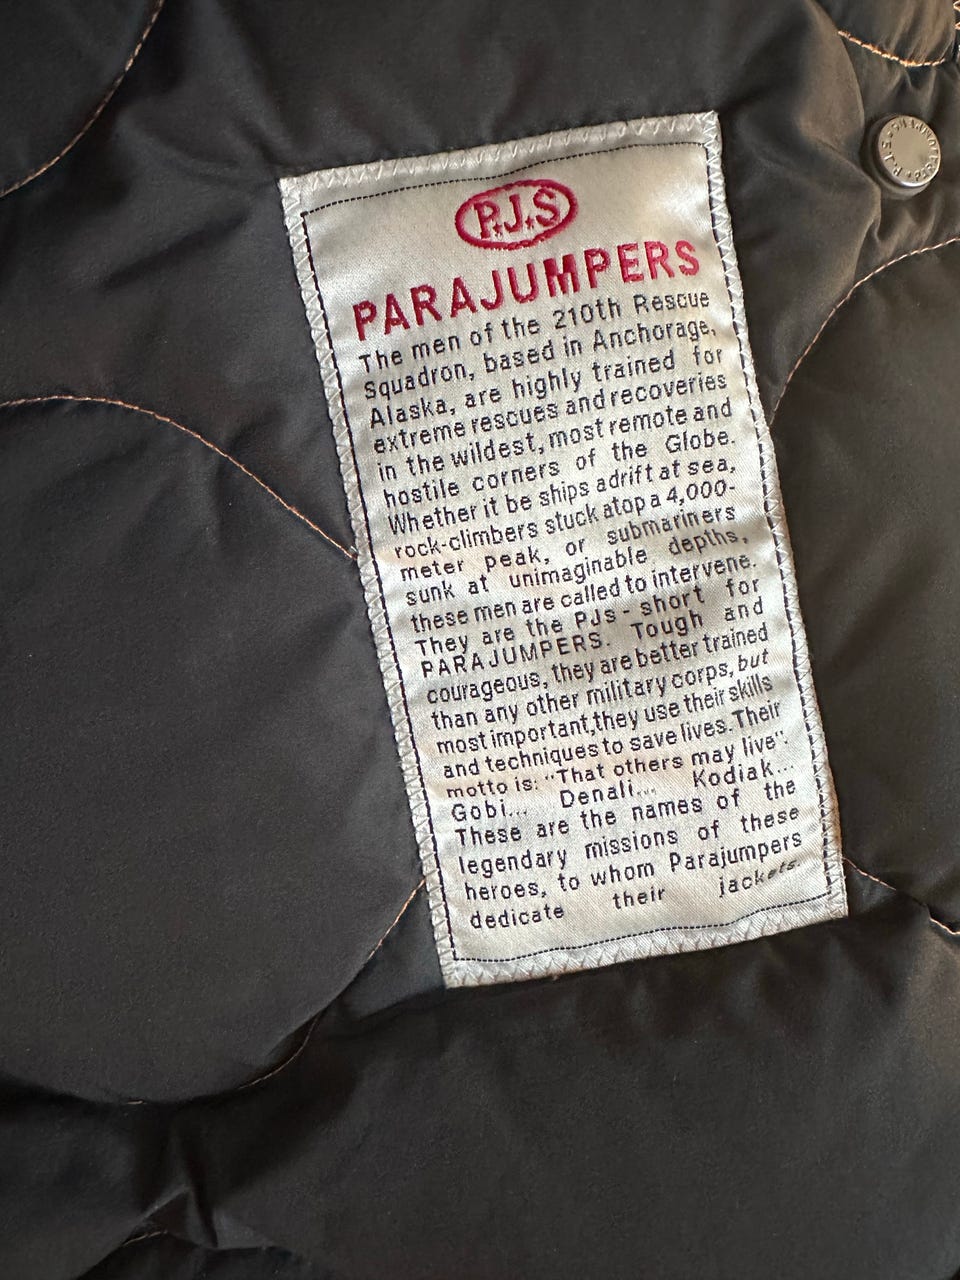 P.J.S
PARAJUMPERS
The men of the 210th Rescue
Squadron, based in Anchorage,
Alaska, are highly trained for
extreme rescues and recoveries
in the wildest, most remote and
hostile corners of the Globe.
Whether it be ships adrift at sea,
rock-climbers stuck atop a 4,000-
meter peak, or submariners
sunk at unimaginable depths,
these men are called to intervene.
They are the PJs - short for
PARAJUMPERS. Tough and
courageous, they are better trained
than any other military corps, but
most important,they use their skills
and techniques to save lives. Their
motto is: "That others may live".
Gobi... Denali... Kodiak...
These are the names of the
legendary missions of these
heroes, to whom Parajumpers
dedicate their jackets.